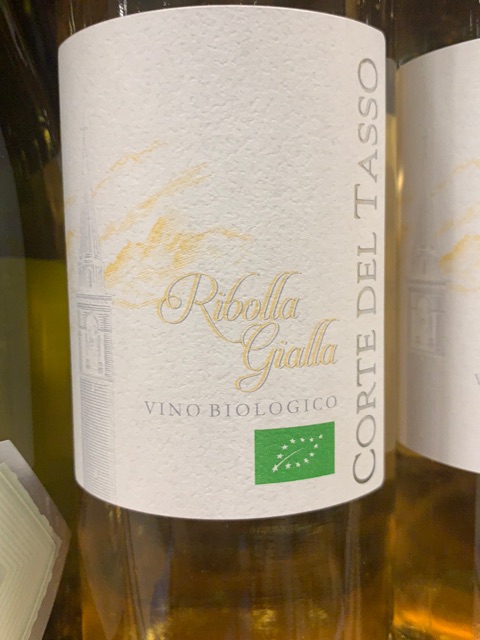 Ribolla
Gialla
VINO BIOLOGICO
CORTE DEL TASSO